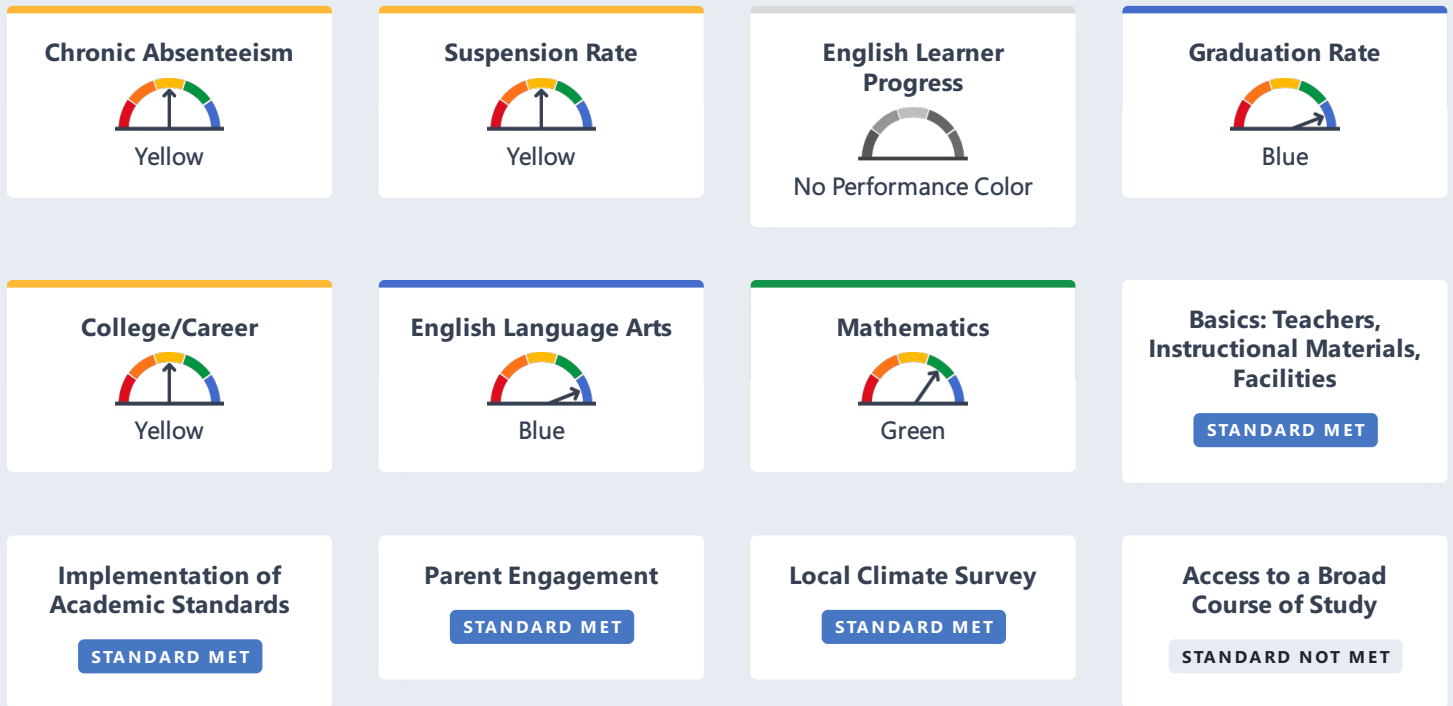 Chronic Absenteeism
Yellow
Suspension Rate
Yellow
English Learner
Progress
No Performance Color
Graduation Rate
Blue
College/Career
Yellow
English Language Arts
Blue
Mathematics
Green
Basics: Teachers,
Instructional Materials,
Facilities
STANDARD MET
Implementation of
Academic Standards
STANDARD MET
Parent Engagement
STANDARD MET
Local Climate Survey
STANDARD MET
Access to a Broad
Course of Study
STANDARD NOT MET